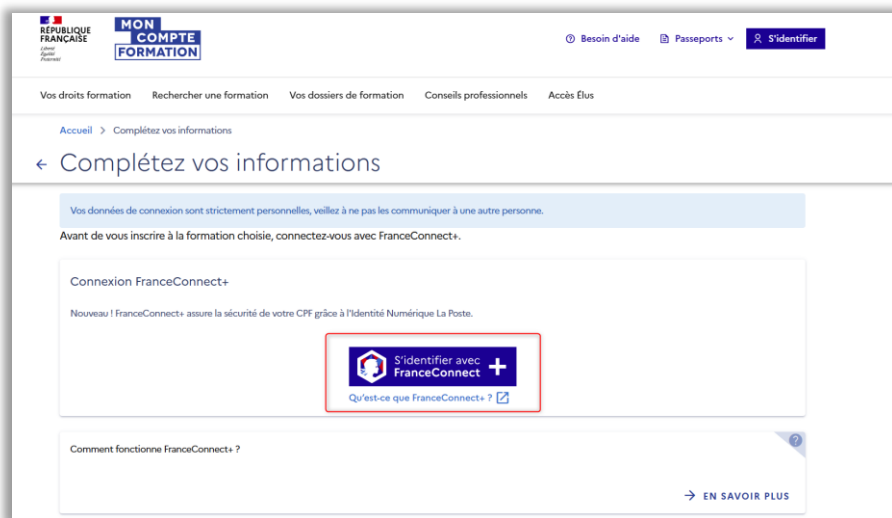 RÉPUBLIQUE
FRANÇAISE
Liberté
Égalité
Fraternité
MON
COMPTE
FORMATION
Besoin d'aide
Passeports
S'identifier
Vos droits formation
Rechercher une formation
Vos dossiers de formation
Conseils professionnels
Accès Élus
Accueil > Complétez vos informations
← Complétez vos informations
Vos données de connexion sont strictement personnelles, veillez à ne pas les communiquer à une autre personne.
Avant de vous inscrire à la formation choisie, connectez-vous avec FranceConnect+.
Connexion FranceConnect+
Nouveau ! FranceConnect+ assure la sécurité de votre CPF grâce à l'Identité Numérique La Poste.
S'identifier avec
FranceConnect +
Qu'est-ce que FranceConnect+ ?
Comment fonctionne FranceConnect+ ?
?
→ EN SAVOIR PLUS